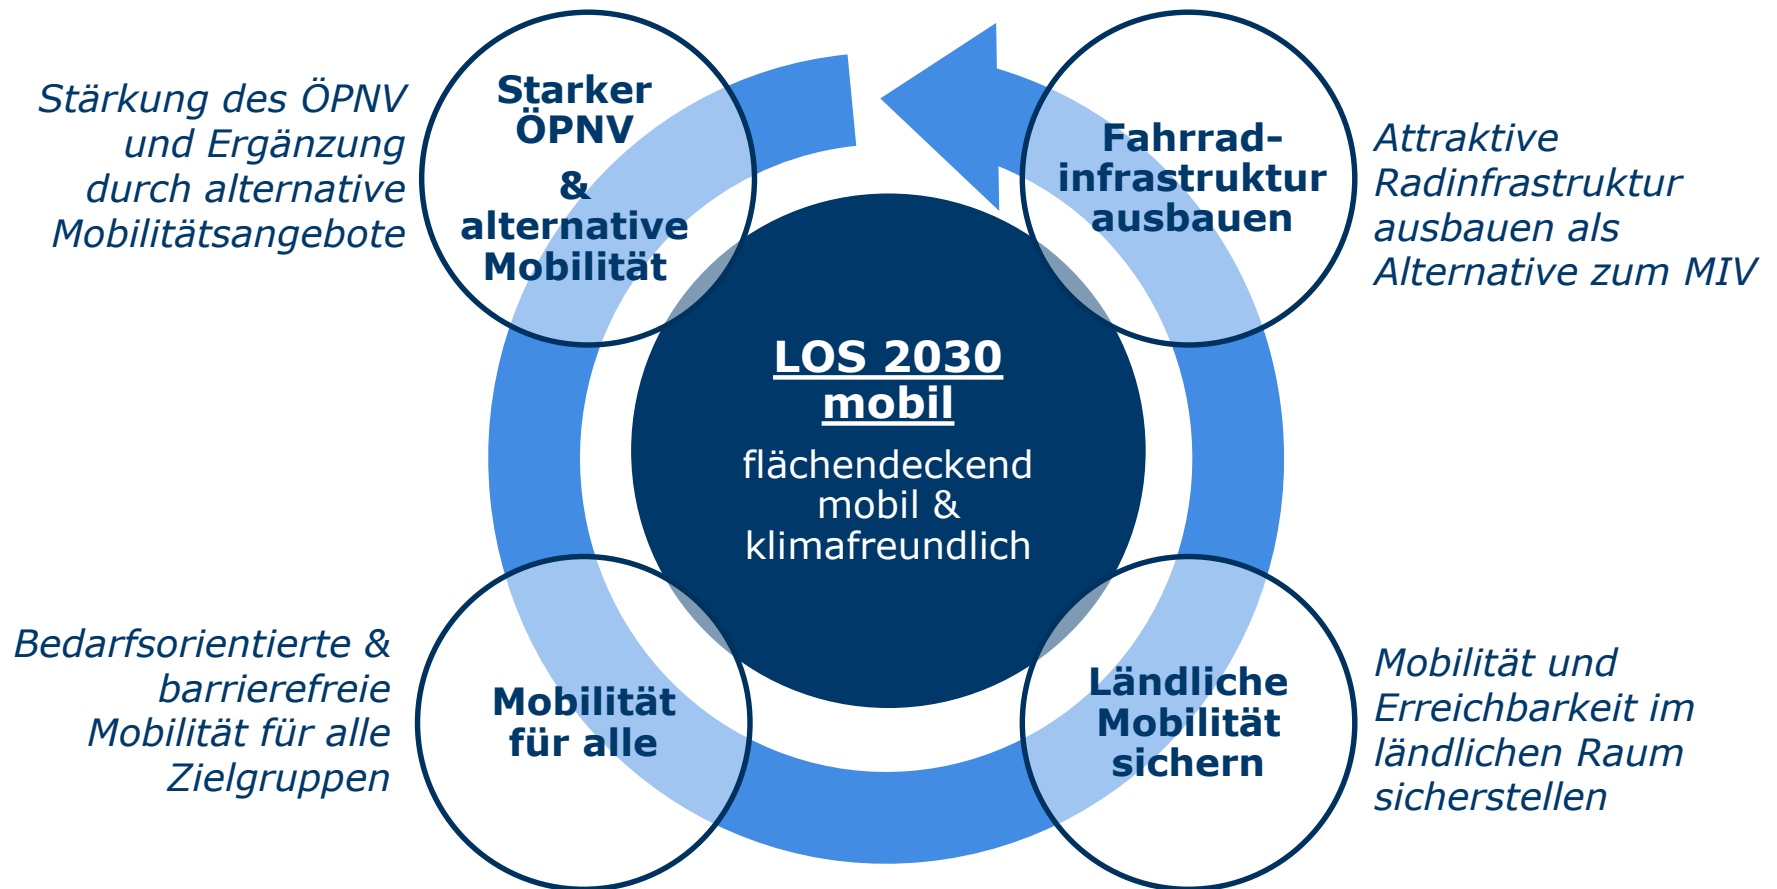 Stärkung des ÖPNV
und Ergänzung
durch alternative
Mobilitätsangebote
Starker
ÖPNV
&
alternative
Mobilität
Fahrrad-
infrastruktur
ausbauen
Attraktive
Radinfrastruktur
ausbauen als
Alternative zum MIV
LOS 2030
mobil
flächendeckend
mobil &
klimafreundlich
Bedarfsorientierte &
barrierefreie
Mobilität für alle
Zielgruppen
Mobilität
für alle
Ländliche
Mobilität
sichern
Mobilität und
Erreichbarkeit im
ländlichen Raum
sicherstellen